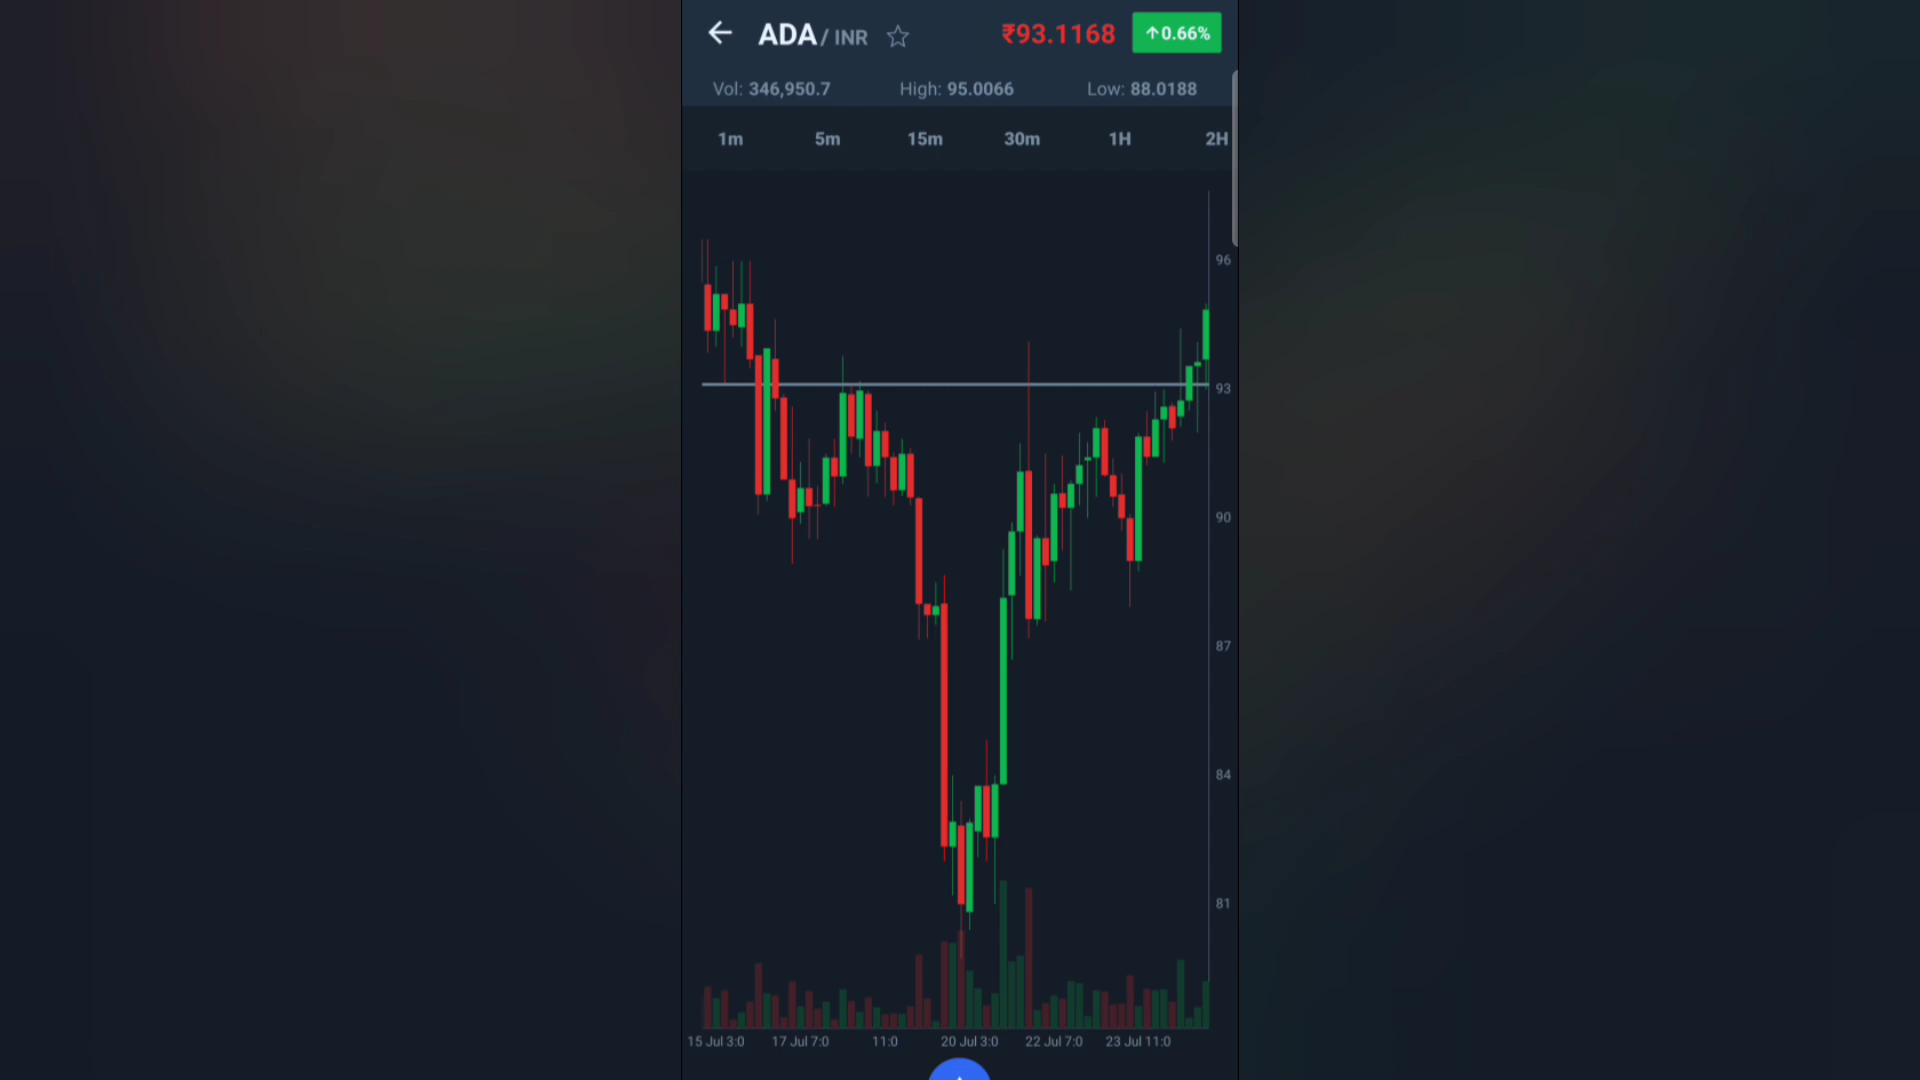 ADA / INR ₹93.1168 ↑0.66%
Vol: 346,950.7 High: 95.0066 Low: 88.0188
1m 5m 15m 30m 1H 2H
96
93
90
87
84
81
15 Jul 3:0 17 Jul 7:0 11:0 20 Jul 3:0 22 Jul 7:0 23 Jul 11:0